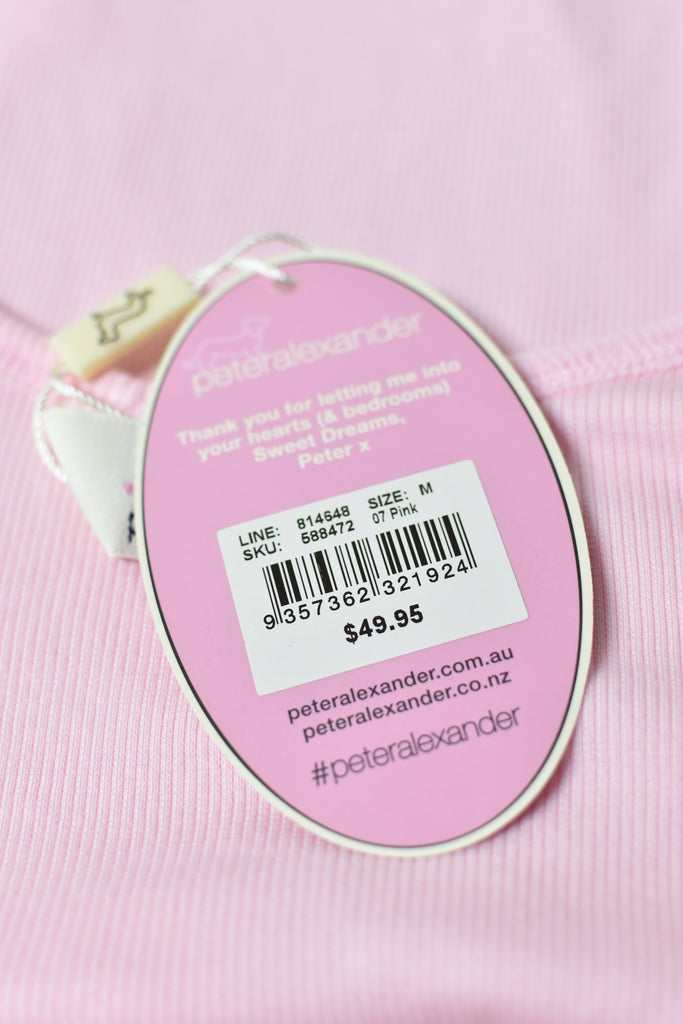 peteralexander
Thank you for letting me into
your hearts (& bedrooms)
Sweet Dreams,
Peter x
LINE: 814648 SIZE: M
SKU: 588472 07 Pink
9 357362 321924
$49.95
peteralexander.com.au
peteralexander.co.nz
#peteralexander